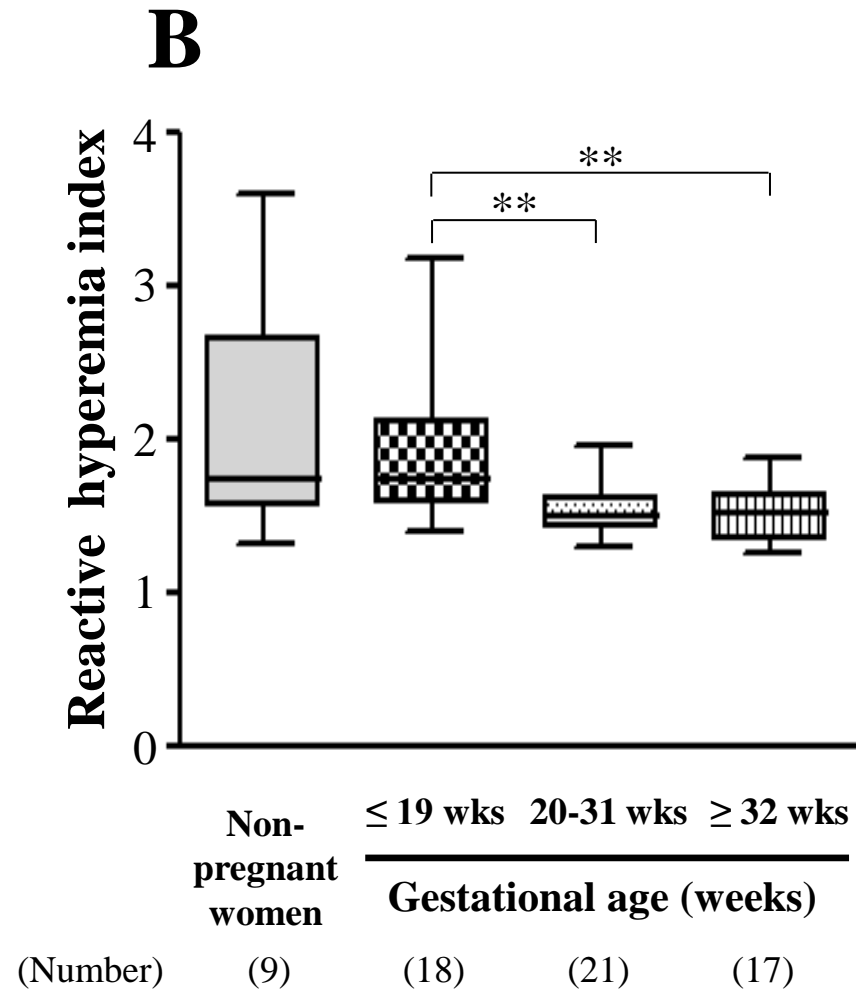 B
Reactive hyperemia index
4
3
2
1
0
**
**
Non-
pregnant
women
≤ 19 wks 20-31 wks ≥ 32 wks
Gestational age (weeks)
(Number) (9) (18) (21) (17)